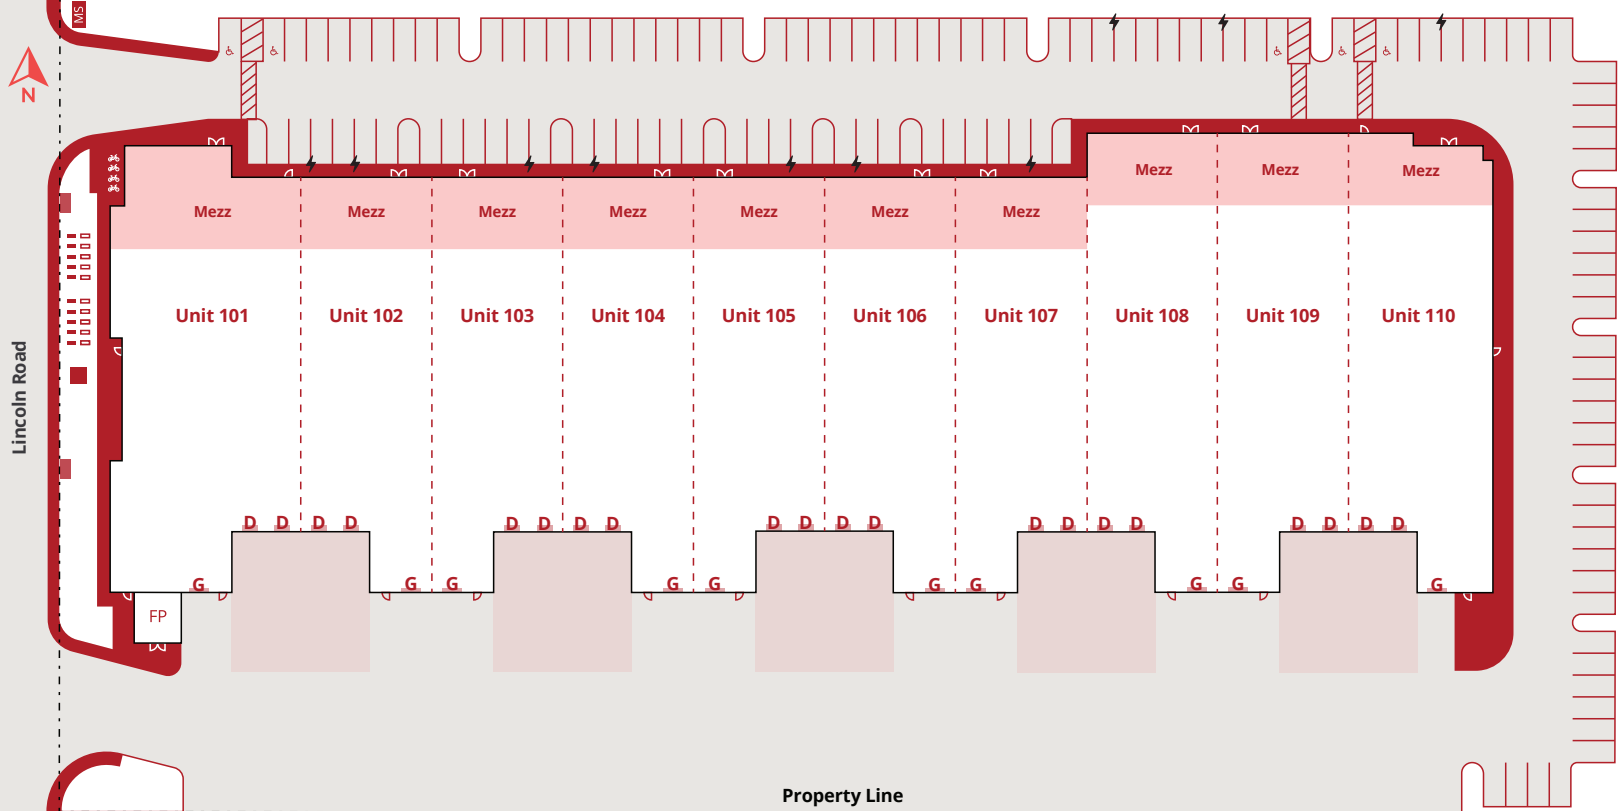 MS
N
Mezz
Mezz
Mezz
Mezz
Mezz
Mezz
Mezz
Mezz
Mezz
Mezz
Unit 101
Unit 102
Unit 103
Unit 104
Unit 105
Unit 106
Unit 107
Unit 108
Unit 109
Unit 110
Lincoln Road
D D D D
D D D D
D D D D
D D D D
D D D D
G
G G
G G
G G
G G
G
FP
Property Line